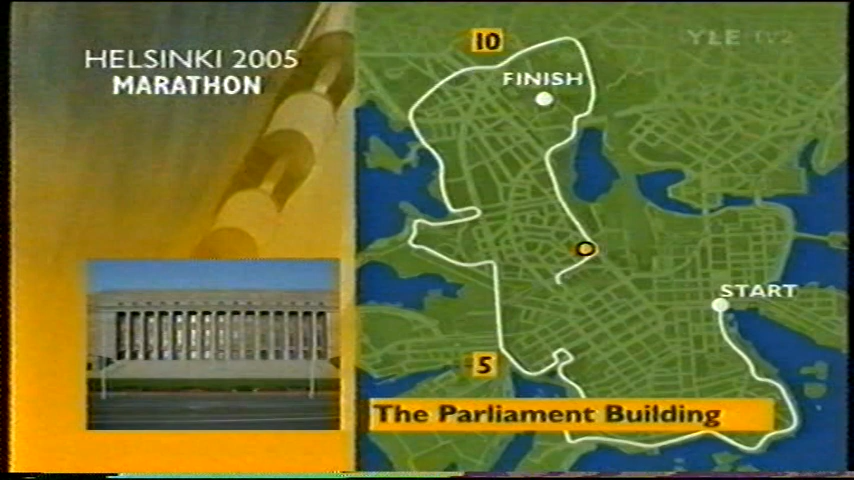 HELSINKI 2005
MARATHON
YLE TV2
10
FINISH
START
5
The Parliament Building